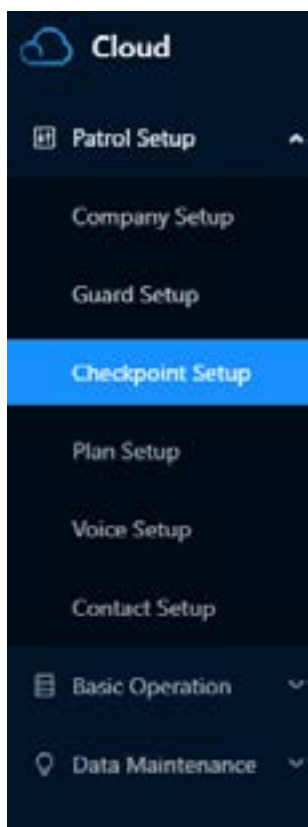 Cloud
Patrol Setup
Company Setup
Guard Setup
Checkpoint Setup
Plan Setup
Voice Setup
Contact Setup
Basic Operation
Data Maintenance